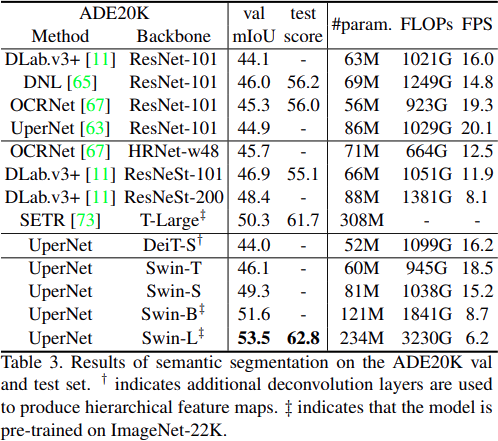 ADE20K val test #param. FLOPs FPS
Method Backbone mIoU score
DLab.v3+ [11] ResNet-101 44.1 - 63M 1021G 16.0
DNL [65] ResNet-101 46.0 56.2 69M 1249G 14.8
OCRNet [67] ResNet-101 45.3 56.0 56M 923G 19.3
UperNet [63] ResNet-101 44.9 - 86M 1029G 20.1
OCRNet [67] HRNet-w48 45.7 - 71M 664G 12.5
DLab.v3+ [11] ResNeSt-101 46.9 55.1 66M 1051G 11.9
DLab.v3+ [11] ResNeSt-200 48.4 - 88M 1381G 8.1
SETR [73] T-Large‡ 50.3 61.7 308M - -
UperNet DeiT-S† 44.0 - 52M 1099G 16.2
UperNet Swin-T 46.1 - 60M 945G 18.5
UperNet Swin-S 49.3 - 81M 1038G 15.2
UperNet Swin-B‡ 51.6 - 121M 1841G 8.7
UperNet Swin-L‡ 53.5 62.8 234M 3230G 6.2
Table 3. Results of semantic segmentation on the ADE20K val
and test set. † indicates additional deconvolution layers are used
to produce hierarchical feature maps. ‡ indicates that the model is
pre-trained on ImageNet-22K.